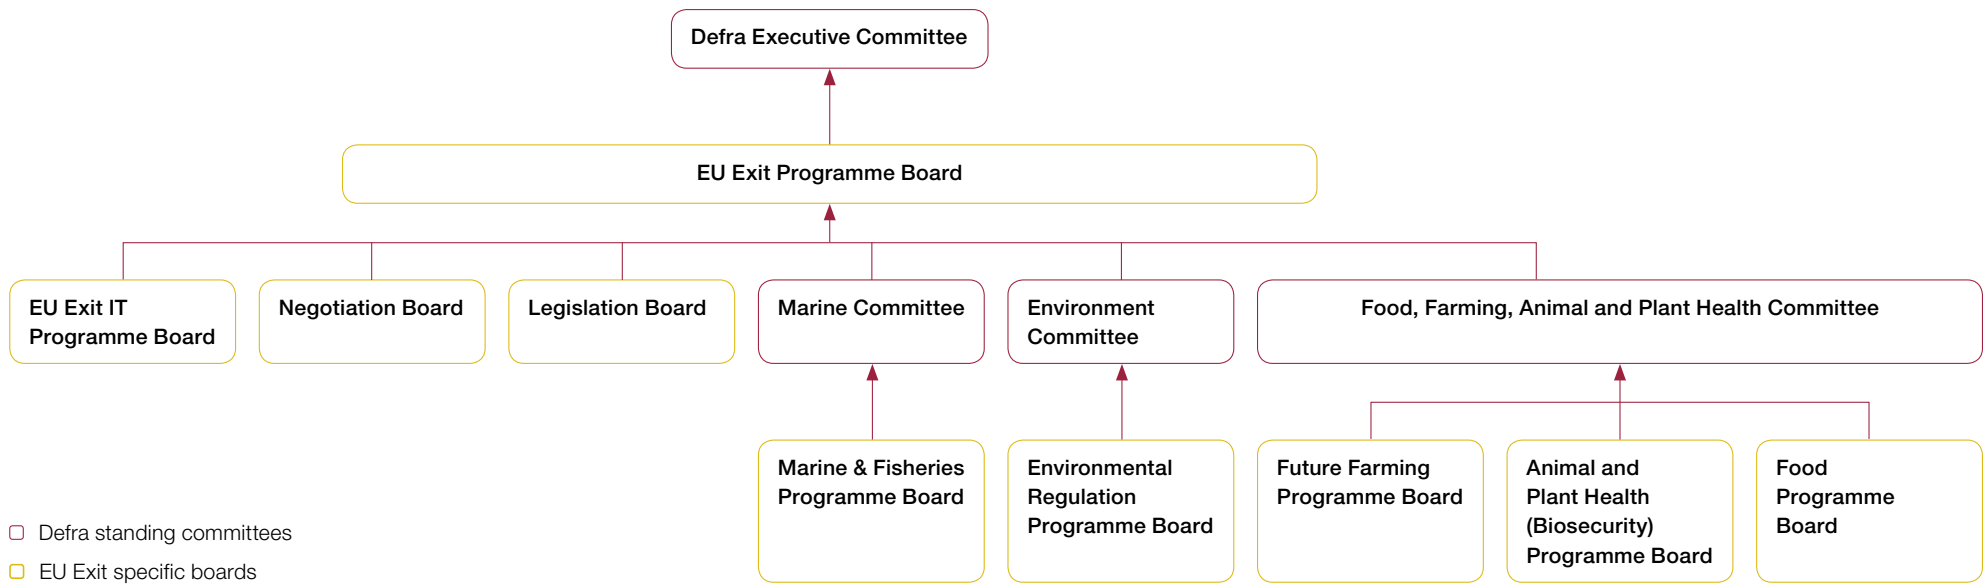 Defra Executive Committee
EU Exit Programme Board
EU Exit IT
Programme Board
Negotiation Board
Legislation Board
Marine Committee
Environment
Committee
Food, Farming, Animal and Plant Health Committee
Marine & Fisheries
Programme Board
Environmental
Regulation
Programme Board
Future Farming
Programme Board
Animal and
Plant Health
(Biosecurity)
Programme Board
Food
Programme
Board
Defra standing committees
EU Exit specific boards